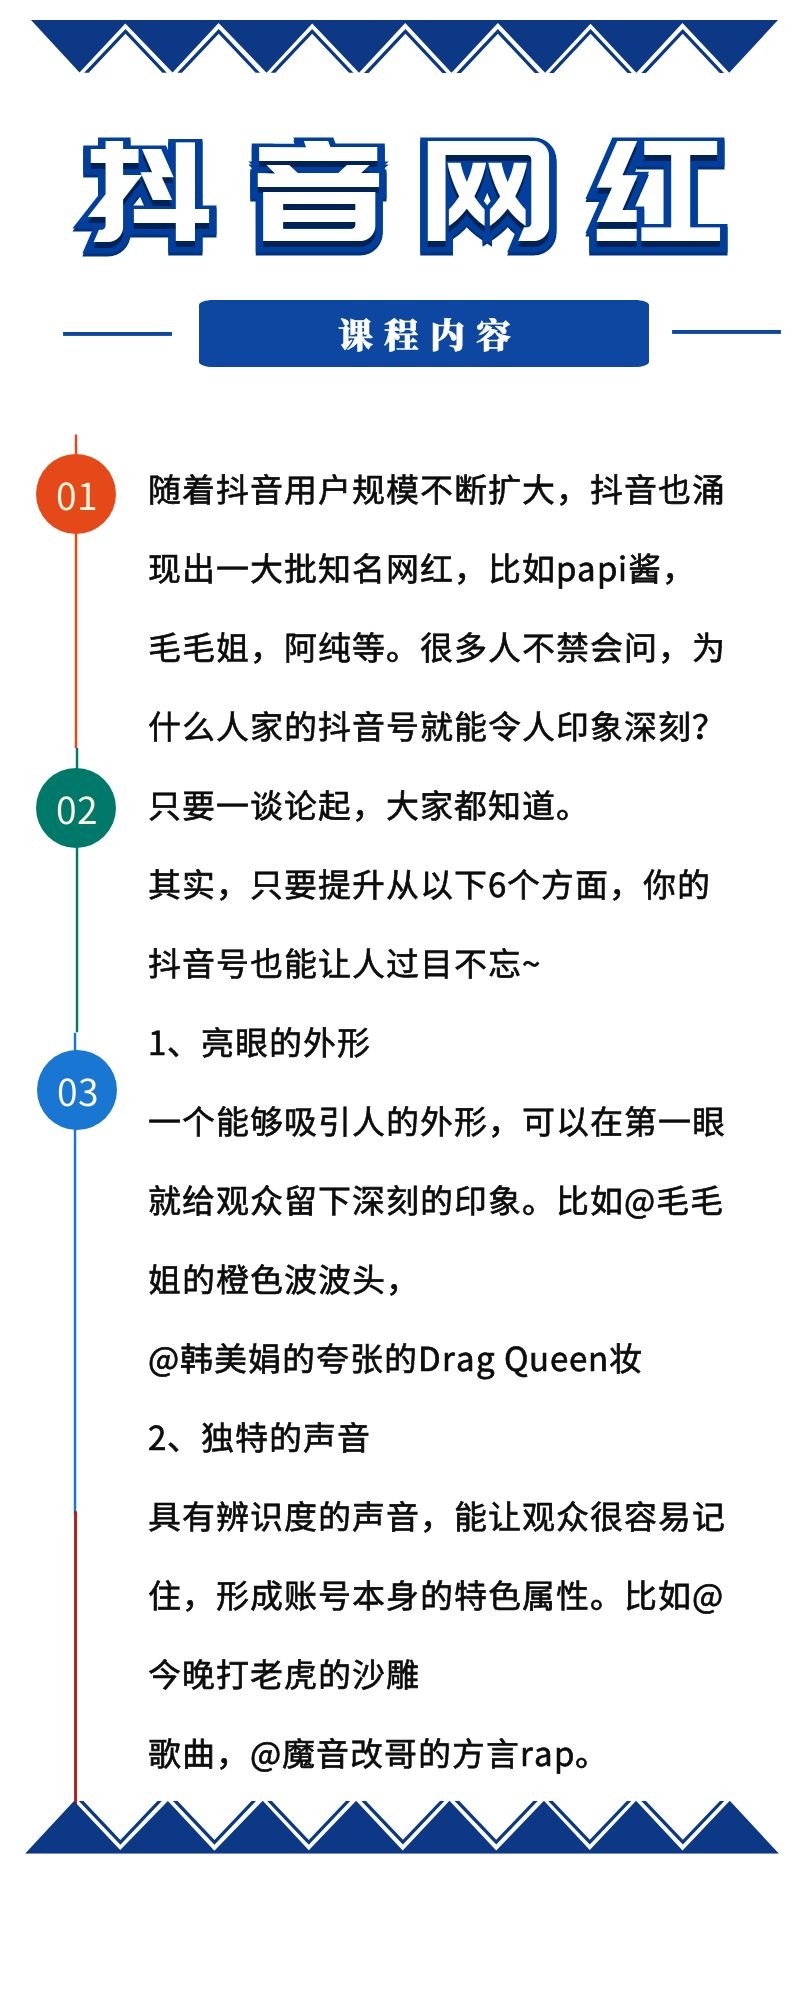 抖音网红
课程内容
01
随着抖音用户规模不断扩大，抖音也涌
现出一大批知名网红，比如papi酱，
毛毛姐，阿纯等。很多人不禁会问，为
什么人家的抖音号就能令人印象深刻？
02
只要一谈论起，大家都知道。
其实，只要提升从以下6个方面，你的
抖音号也能让人过目不忘~
1、亮眼的外形
03
一个能够吸引人的外形，可以在第一眼
就给观众留下深刻的印象。比如@毛毛
姐的橙色波波头，
@韩美娟的夸张的Drag Queen妆
2、独特的声音
具有辨识度的声音，能让观众很容易记
住，形成账号本身的特色属性。比如@
今晚打老虎的沙雕
歌曲，@魔音改哥的方言rap。